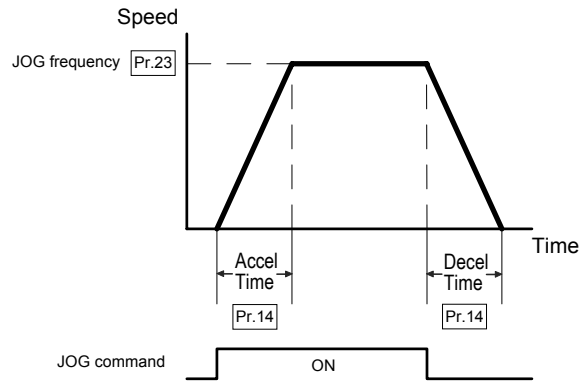 Speed
JOG frequency Pr.23
Time
Accel Time
Decel Time
Pr.14
Pr.14
JOG command ON